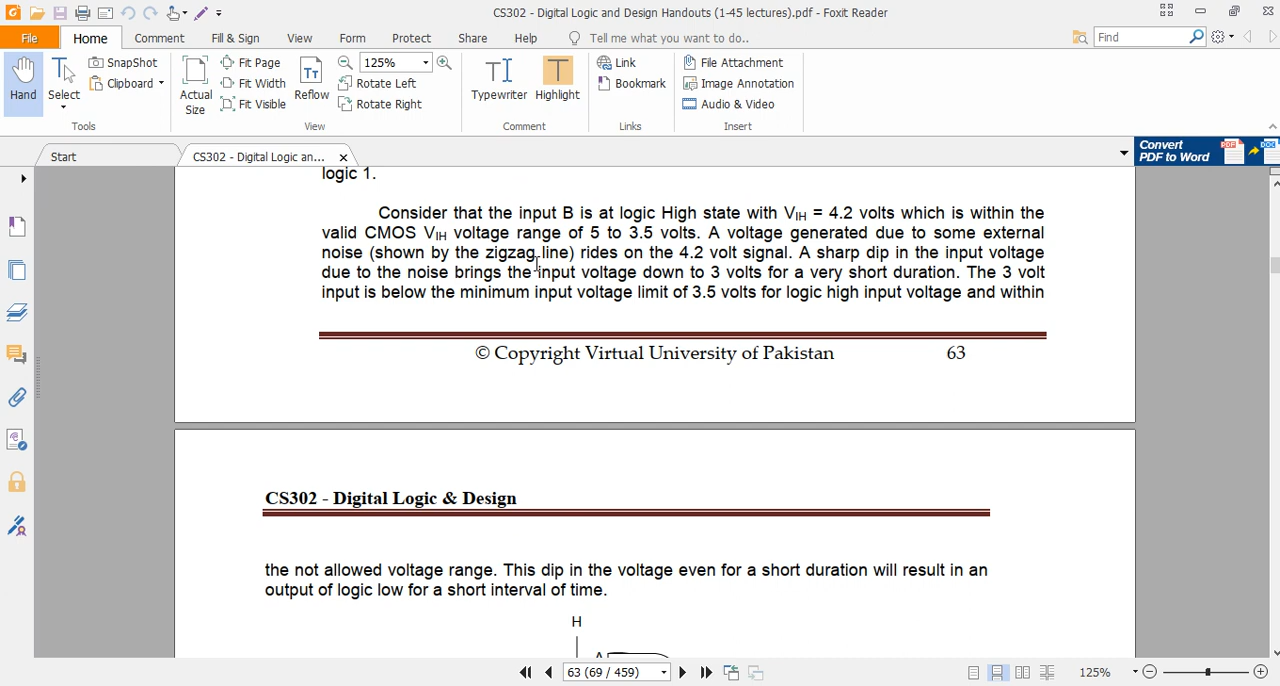 CS302 - Digital Logic and Design Handouts (1-45 lectures).pdf - Foxit Reader
File Home Comment Fill & Sign View Form Protect Share Help Tell me what you want to do.. Find
Hand
Select
SnapShot
Clipboard
Tools
Actual Size
Fit Page
Fit Width
Fit Visible
Reflow
125%
Rotate Left
Rotate Right
View
Typewriter
Highlight
Comment
Link
Bookmark
Links
File Attachment
Image Annotation
Audio & Video
Insert
Start
CS302 - Digital Logic an...
Convert
PDF to Word
logic 1.
Consider that the input B is at logic High state with VIH = 4.2 volts which is within the
valid CMOS VIH voltage range of 5 to 3.5 volts. A voltage generated due to some external
noise (shown by the zigzag line) rides on the 4.2 volt signal. A sharp dip in the input voltage
due to the noise brings the input voltage down to 3 volts for a very short duration. The 3 volt
input is below the minimum input voltage limit of 3.5 volts for logic high input voltage and within
© Copyright Virtual University of Pakistan 63
CS302 - Digital Logic & Design
the not allowed voltage range. This dip in the voltage even for a short duration will result in an
output of logic low for a short interval of time.
H
A
63 (69 / 459)
125%